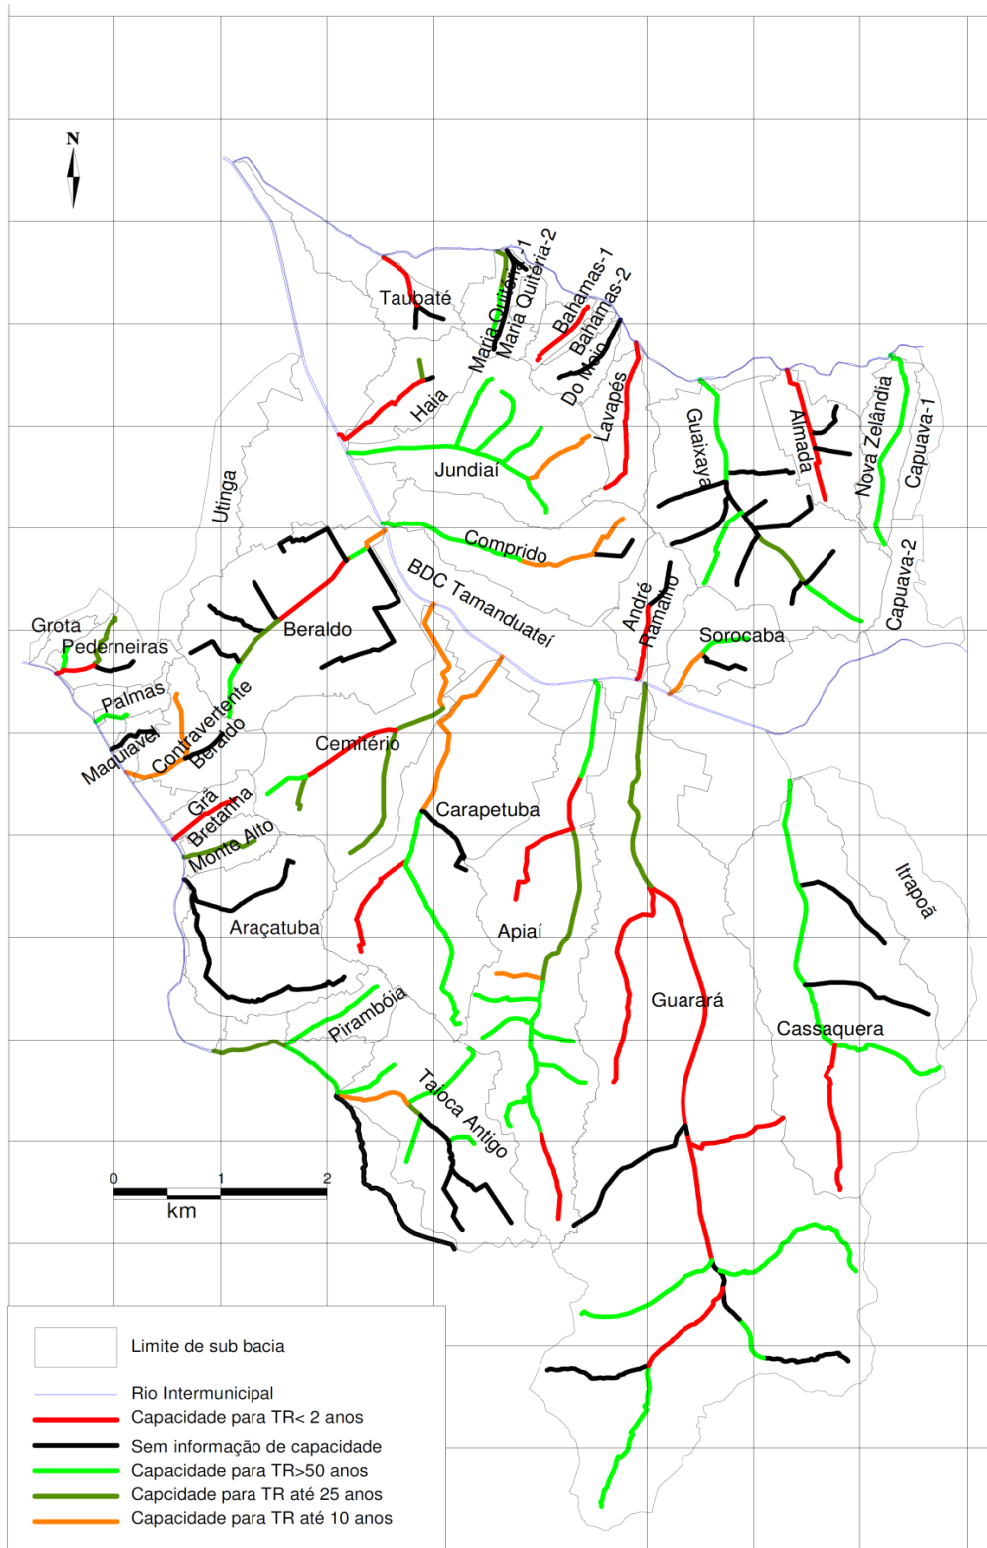 N
Taubaté
Maria Quitéria -1
Maria Quitéria-2
Bahamas-1
Bahamas-2
Do Meio
Lavapés
Haia
Jundiaí
Guaixaya
Almada
Nova Zelândia
Capuava-1
Utinga
Comprido
BDC Tamanduateí
André
Ramalho
Capuava-2
Sorocaba
Grota
Pederneiras
Beraldo
Palmas
Maquiavel
Contravertente
Beraldo
Cemitério
Grã
Bretanha
Monte Alto
Carapetuba
Araçatuba
Apiaí
Itrapoã
Guarará
Cassaquera
Pirambóia
Taioca Antigo
0 1 2
km
Limite de sub bacia
Rio Intermunicipal
Capacidade para TR< 2 anos
Sem informação de capacidade
Capacidade para TR>50 anos
Capcidade para TR até 25 anos
Capacidade para TR até 10 anos